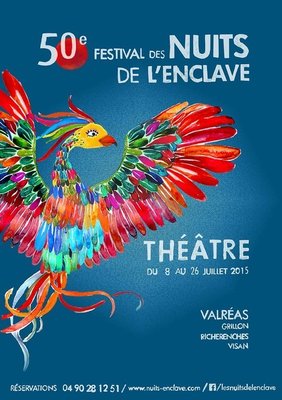 50e FESTIVAL DES NUITS
DE L'ENCLAVE
THÉÂTRE
DU 8 AU 26 JUILLET 2015
VALRÉAS
GRILLON
RICHERENCHES
VISAN
RÉSERVATIONS 04 90 28 12 51 / www.nuits-enclave.com / /lesnuitsdelenclave